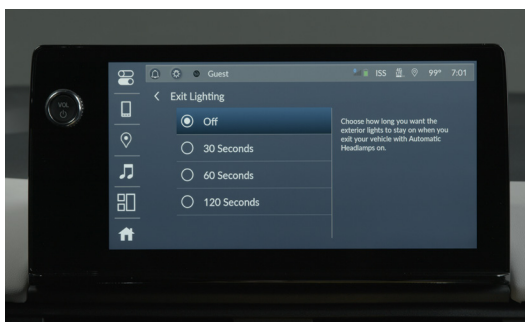 Guest
ISS
99°
7:01
VOL
Exit Lighting
Off
30 Seconds
60 Seconds
120 Seconds
Choose how long you want the
exterior lights to stay on when you
exit your vehicle with Automatic
Headlamps on.